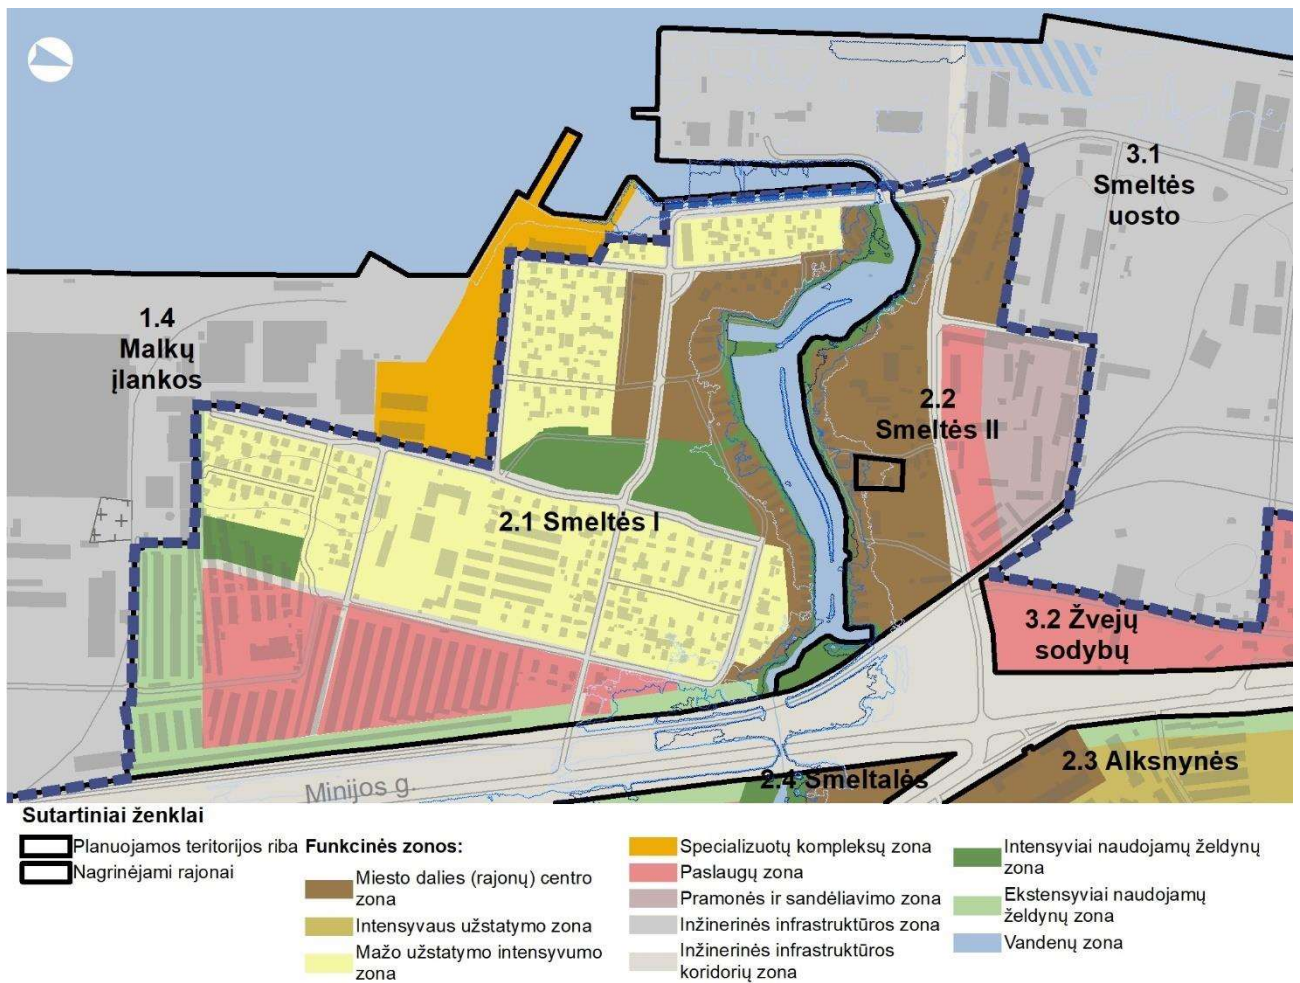 3.1
Smeltės
uosto
1.4
Malkų
įlankos
2.2
Smeltės II
2.1 Smeltės I
3.2 Žvejų
sodybų
2.3 Alksnynės
2.4 Smeltalės
Minijos g.
Sutartiniai ženklai
Planuojamos teritorijos riba
Nagrinėjami rajonai
Funkcinės zonos:
Miesto dalies (rajonų) centro
zona
Intensyvaus užstatymo zona
Mažo užstatymo intensyvumo
zona
Specializuotų kompleksų zona
Paslaugų zona
Pramonės ir sandėliavimo zona
Inžinerinės infrastruktūros zona
Inžinerinės infrastruktūros
koridorių zona
Intensyviai naudojamų želdynų
zona
Ekstensyviai naudojamų
želdynų zona
Vandenų zona